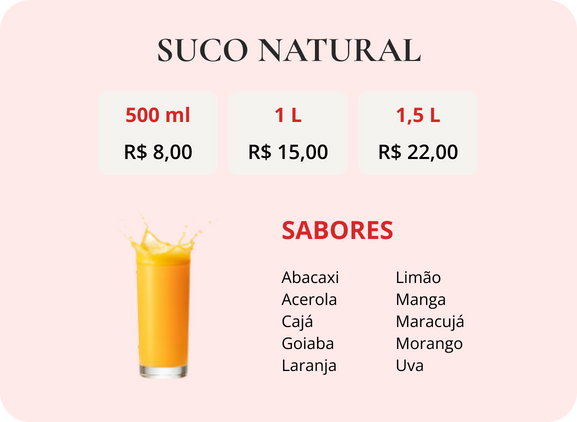 SUCO NATURAL
500 ml
R$ 8,00
1 L
R$ 15,00
1,5 L
R$ 22,00
SABORES
Abacaxi
Acerola
Cajá
Goiaba
Laranja
Limão
Manga
Maracujá
Morango
Uva